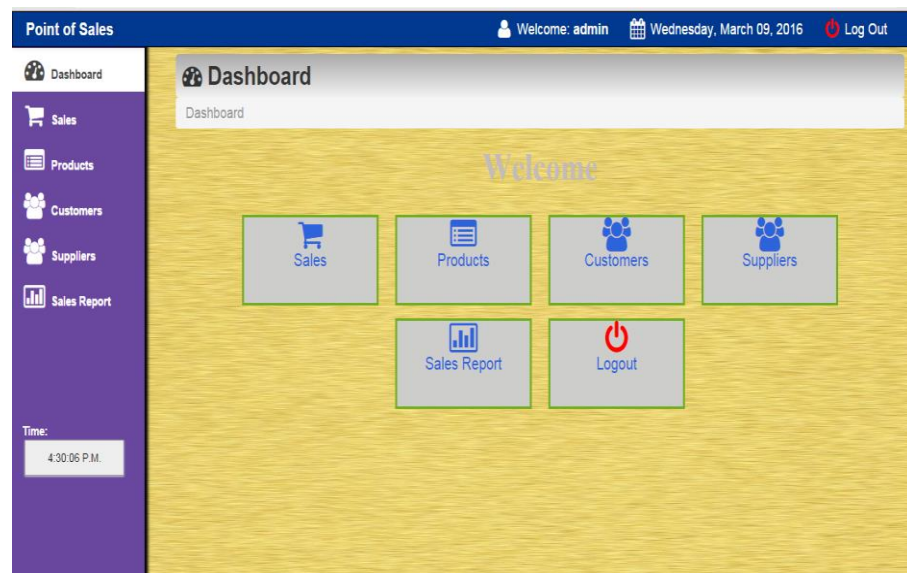 Point of Sales
Welcome: admin
Wednesday, March 09, 2016
Log Out
Dashboard
Sales
Products
Customers
Suppliers
Sales Report
Time:
4:30:06 P.M.
Dashboard
Dashboard
Welcome
Sales
Products
Customers
Suppliers
Sales Report
Logout